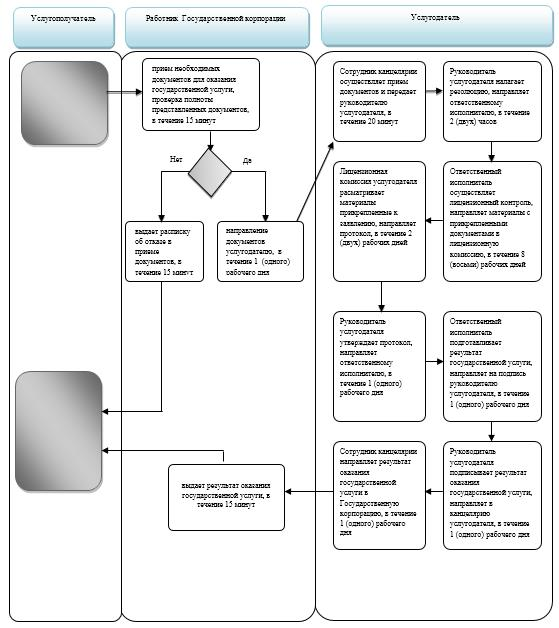 Услугополучатель
Работник Государственной корпорации
Услугодатель
прием необходимых
документов для оказания
государственной услуги,
проверка полноты
представленных документов,
в течение 15 минут
Нет
Да
выдает расписку
об отказе в
приеме
документов, в
течение 15 минут
направление
документов
услугодателю, в
течение 1 (одного)
рабочего дня
Сотрудник канцелярии
осуществляет прием
документов и передает
руководителю
услугодателя, в
течение 20 минут
Руководитель
услугодателя налагает
резолюцию, направляет
ответственному
исполнителю, в течение
2 (двух) часов
Ответственный
исполнитель
осуществляет
лицензионный контроль,
направляет материалы с
прикрепленными
документами в
лицензионную
комиссию, в течение 8
(восьми) рабочих дней
Лицензионная
комиссия услугодателя
расматривает
материалы
прикрепленные к
заявлению, направляет
протокол, в течение 2
(двух) рабочих дней
Руководитель
услугодателя
утверждает протокол,
направляет
ответственному
исполнителю, в
течение 1 (одного)
рабочего дня
Ответственный
исполнитель
подготавливает
результат
государственной услуги,
направляет на подпись
руководителю
услугодателя, в течение
1 (одного) рабочего дня
Руководитель
услугодателя
подписывает результат
оказания
государственной услуги,
направляет в
канцелярию
услугодателя, в течение
1 (одного) рабочего дня
Сотрудник канцелярии
направляет результат
оказания
государственной
услуги в
Государственную
корпорацию, в течение
1 (одного) рабочего
дня
выдает результат оказания
государственной услуги, в
течение 15 минут